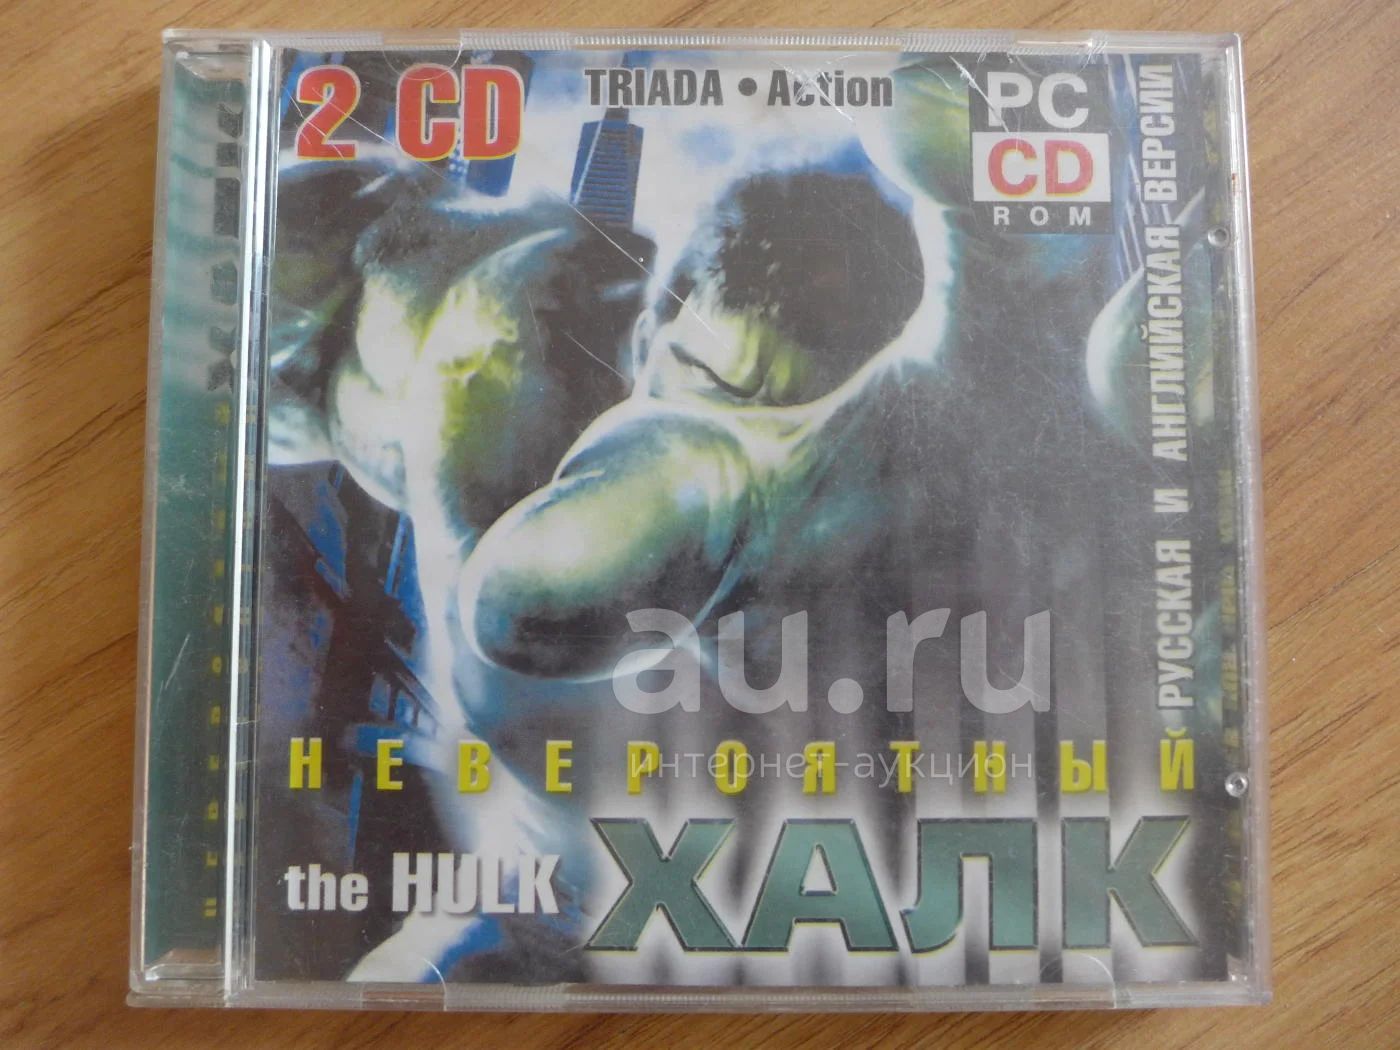 2 CD
TRIADA • Action
PC
CD
ROM
РУССКАЯ И АНГЛИЙСКАЯ ВЕРСИИ
au.ru
интернет-аукцион
НЕВЕРОЯТНЫЙ
the HULK
ХАЛК